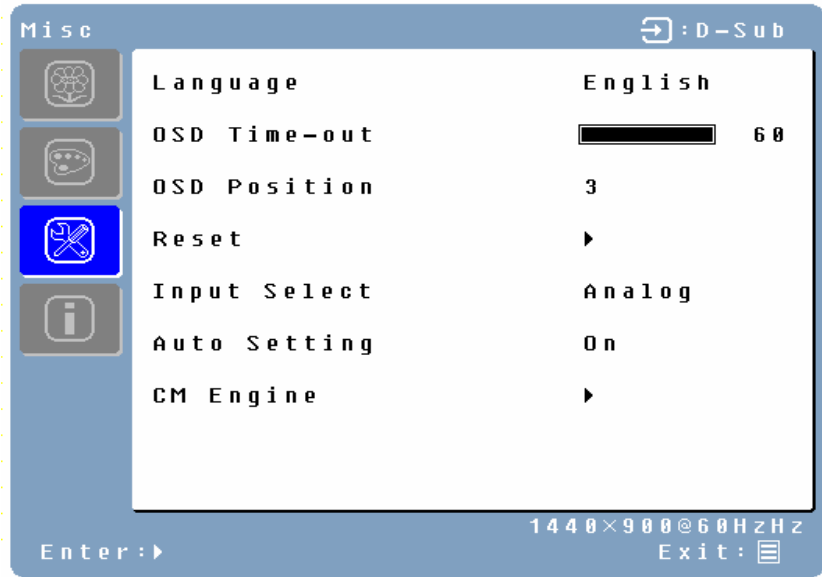 Misc :D-Sub
Language English
OSD Time-out 60
OSD Position 3
Reset
Input Select Analog
Auto Setting On
CM Engine
1440×900@60HzHz
Enter: Exit: